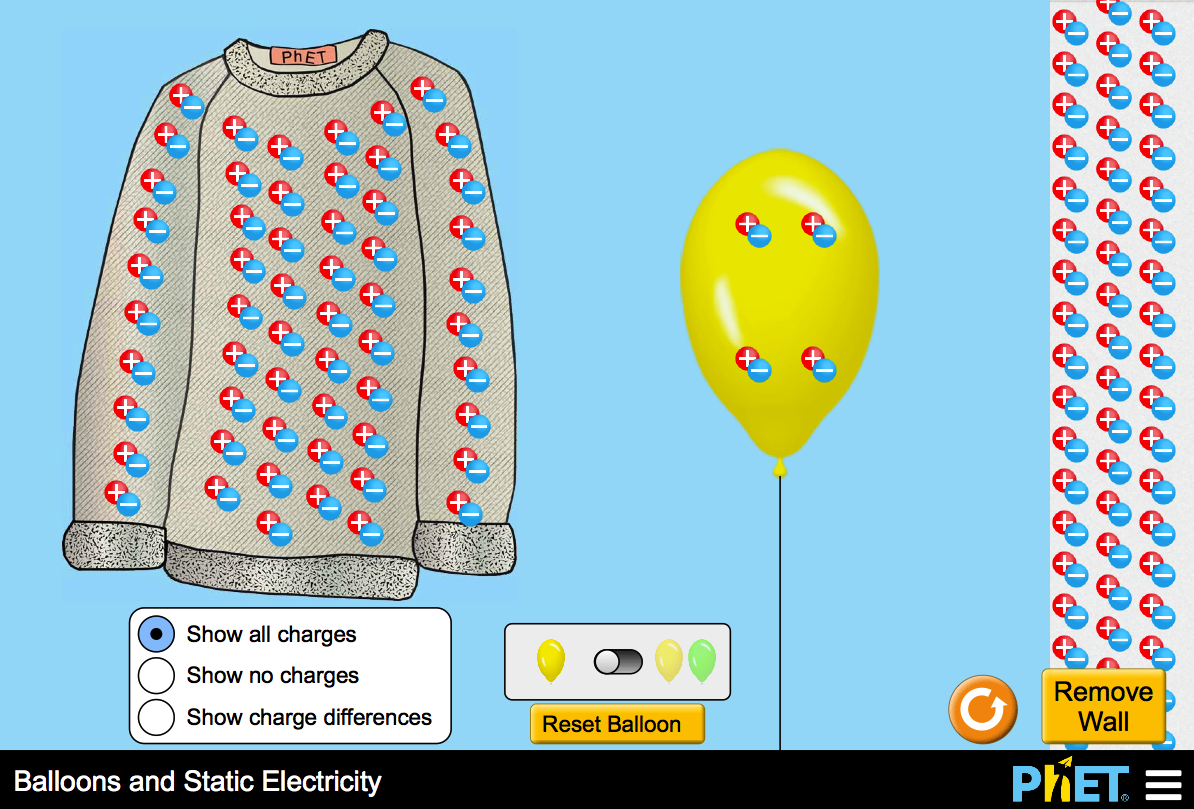 PhET
Show all charges
Show no charges
Show charge differences
Reset Balloon
Remove
Wall
Balloons and Static Electricity
PhET®